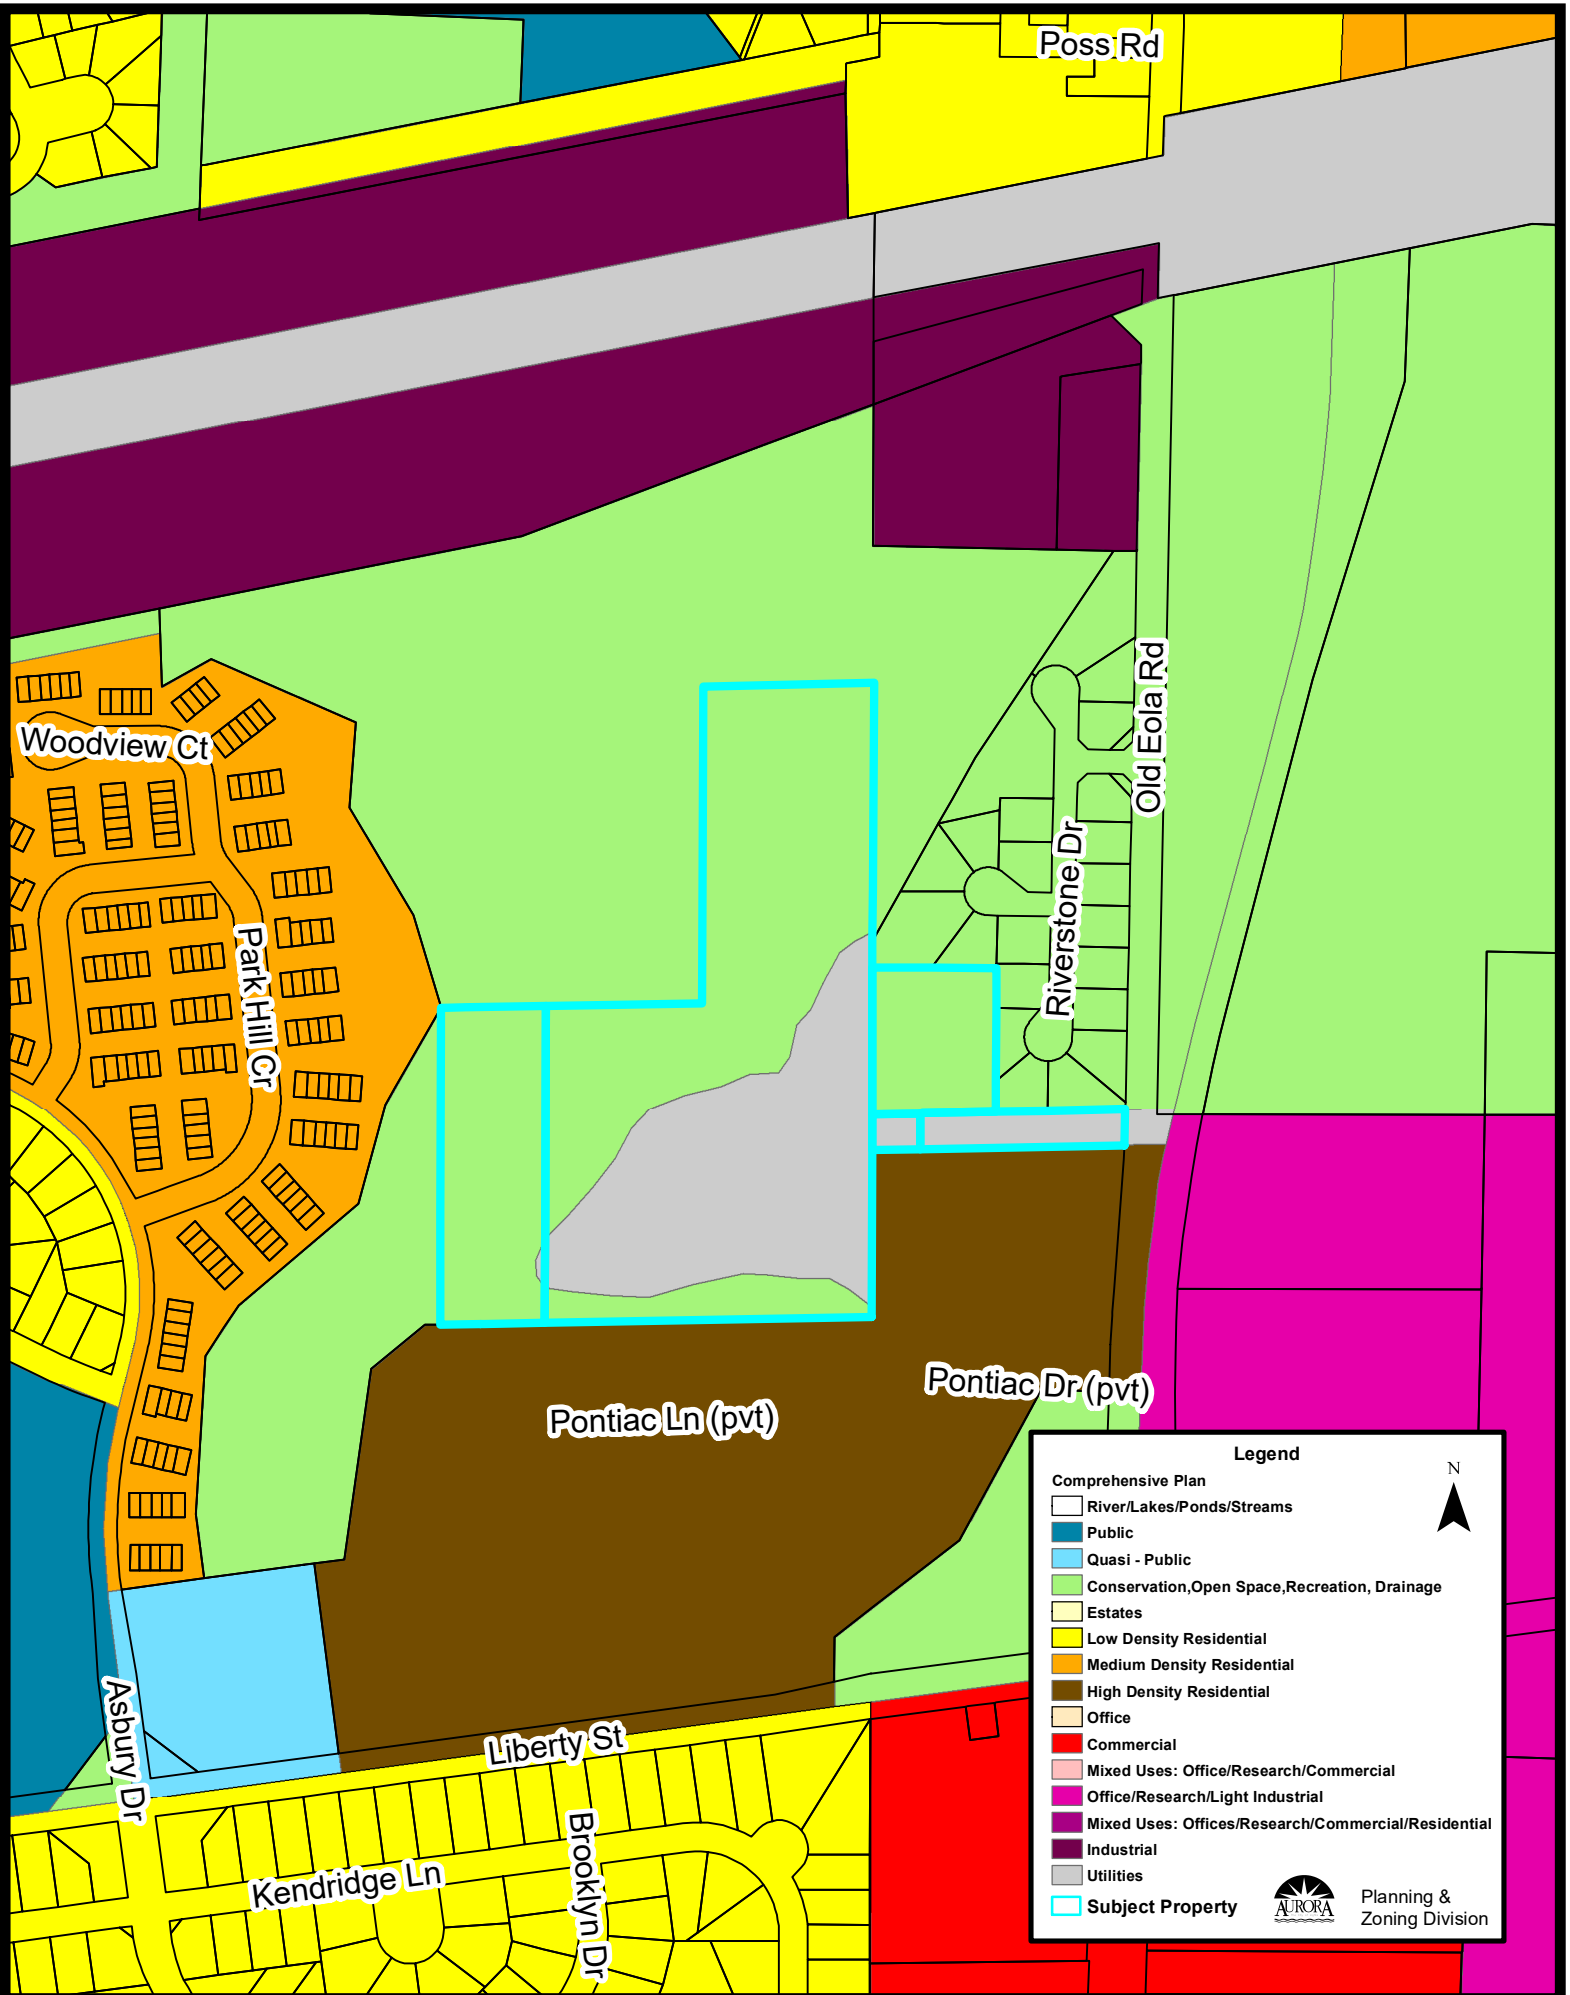 Poss Rd
Old Eola Rd
Woodview Ct
Riverstone Dr
Park Hill Cr
Pontiac Dr (pvt)
Pontiac Ln (pvt)
Legend
Comprehensive Plan
N
River/Lakes/Ponds/Streams
Public
Quasi - Public
Conservation,Open Space,Recreation, Drainage
Estates
Low Density Residential
Medium Density Residential
High Density Residential
Office
Commercial
Mixed Uses: Office/Research/Commercial
Office/Research/Light Industrial
Mixed Uses: Offices/Research/Commercial/Residential
Industrial
Utilities
Subject Property
AURORA
Planning &
Zoning Division
Asbury Dr
Liberty St
Brooklyn Dr
Kendridge Ln